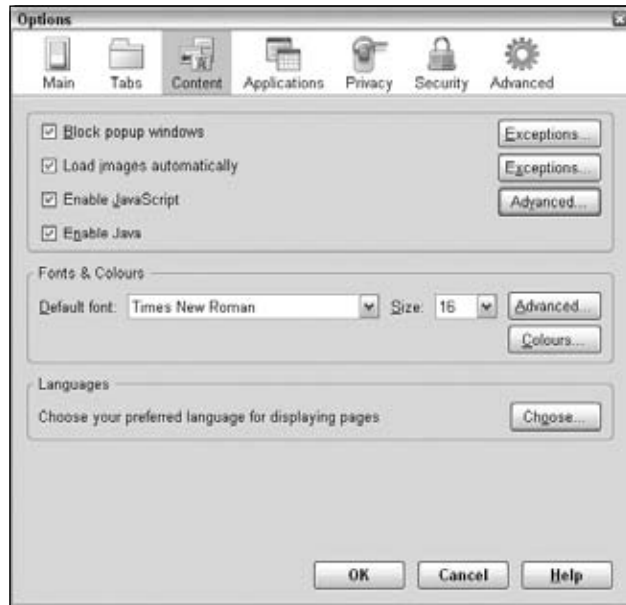 Options
Main Tabs Content Applications Privacy Security Advanced
Block popup windows Exceptions...
Load images automatically Exceptions...
Enable JavaScript Advanced...
Enable Java
Fonts & Colours
Default font: Times New Roman Size: 16 Advanced...
Colours...
Languages
Choose your preferred language for displaying pages Choose...
OK Cancel Help